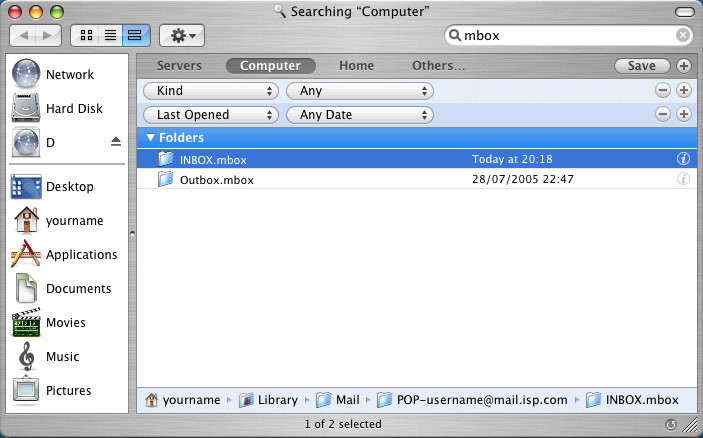 Searching “Computer”
mbox
Network
Hard Disk
D
Desktop
yourname
Applications
Documents
Movies
Music
Pictures
Servers Computer Home Others... Save
Kind Any
Last Opened Any Date
Folders
INBOX.mbox Today at 20:18
Outbox.mbox 28/07/2005 22:47
yourname Library Mail POP-username@mail.isp.com INBOX.mbox
1 of 2 selected